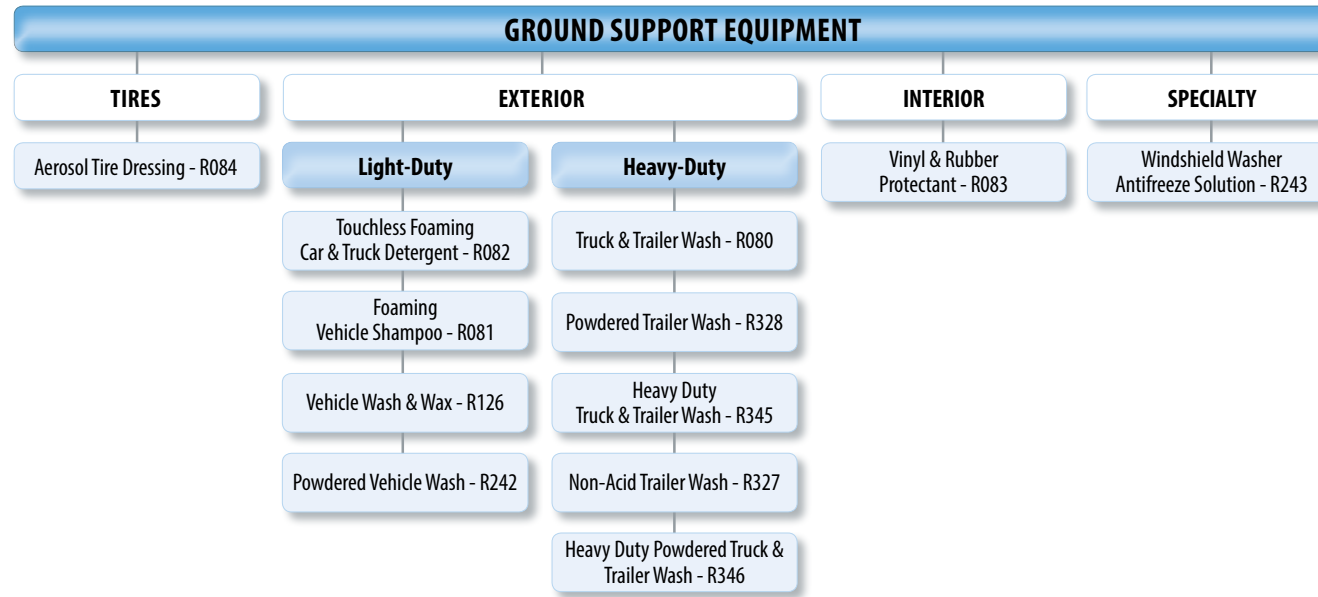 GROUND SUPPORT EQUIPMENT
TIRES
Aerosol Tire Dressing - R084
EXTERIOR
Light-Duty
Touchless Foaming
Car & Truck Detergent - R082
Foaming
Vehicle Shampoo - R081
Vehicle Wash & Wax - R126
Powdered Vehicle Wash - R242
Heavy-Duty
Truck & Trailer Wash - R080
Powdered Trailer Wash - R328
Heavy Duty
Truck & Trailer Wash - R345
Non-Acid Trailer Wash - R327
Heavy Duty Powdered Truck &
Trailer Wash - R346
INTERIOR
Vinyl & Rubber
Protectant - R083
SPECIALTY
Windshield Washer
Antifreeze Solution - R243